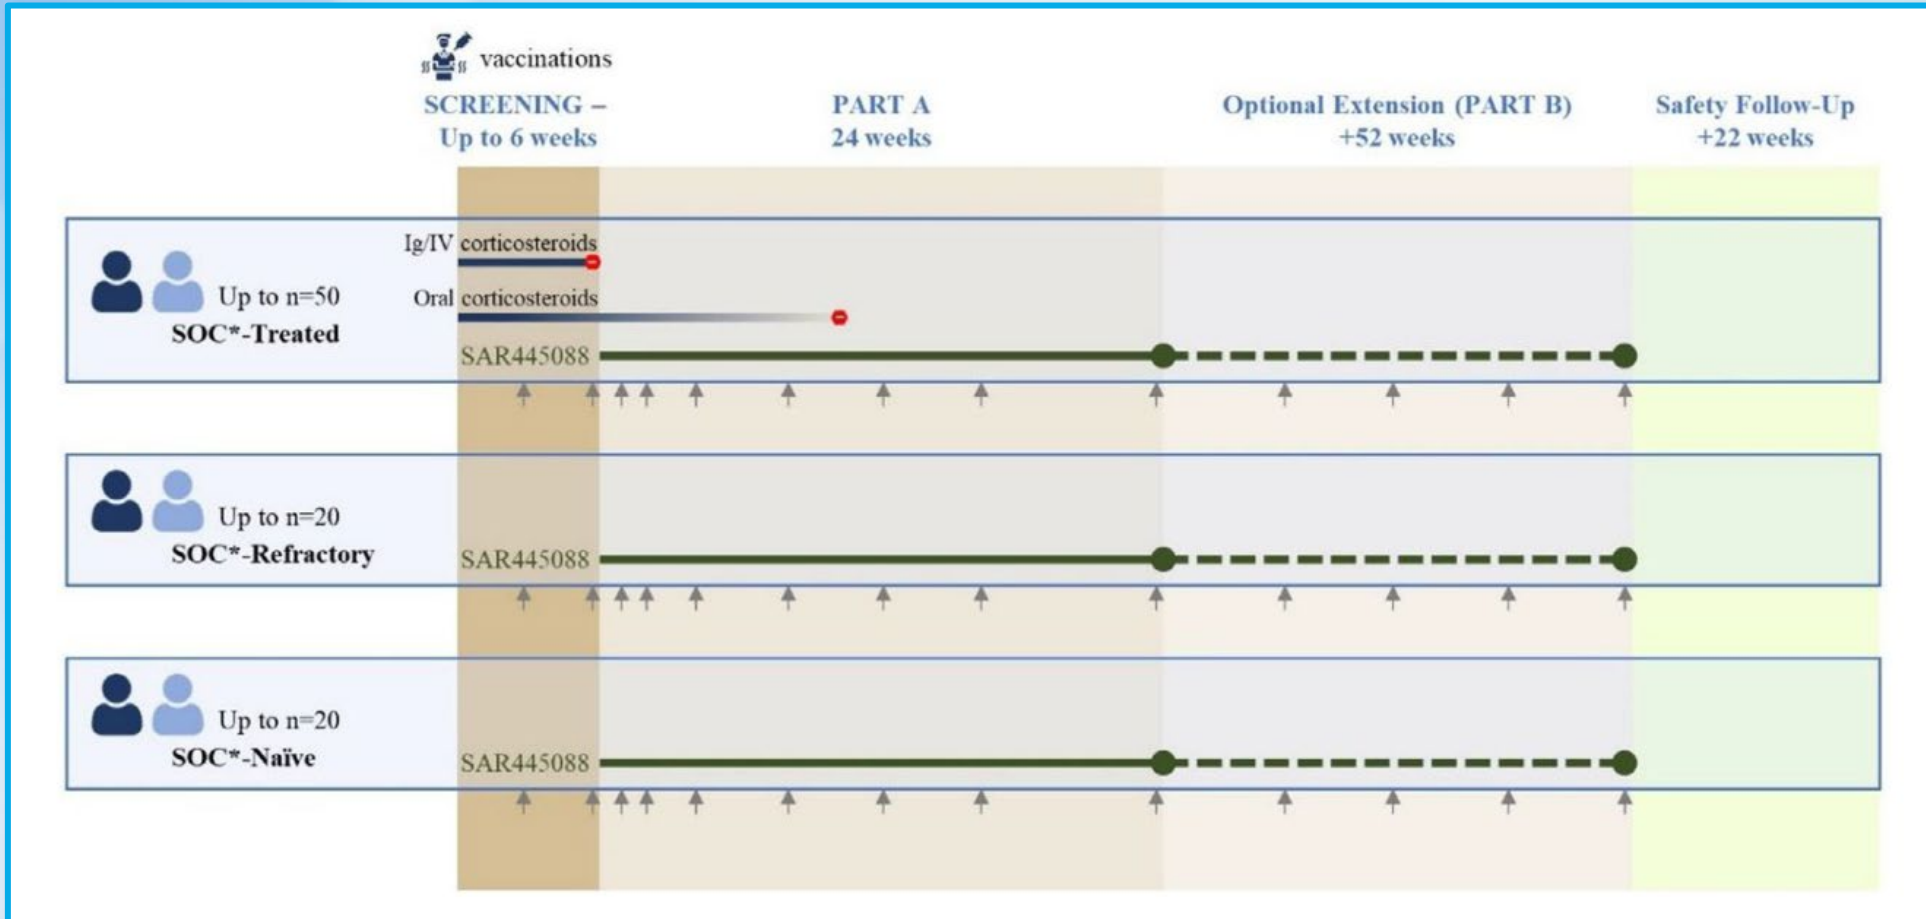 vaccinations
SCREENING –
Up to 6 weeks
PART A
24 weeks
Optional Extension (PART B)
+52 weeks
Safety Follow-Up
+22 weeks
Ig/IV corticosteroids
Up to n=50
Oral corticosteroids
SOC*-Treated
SAR445088
Up to n=20
SOC*-Refractory
SAR445088
Up to n=20
SOC*-Naïve
SAR445088